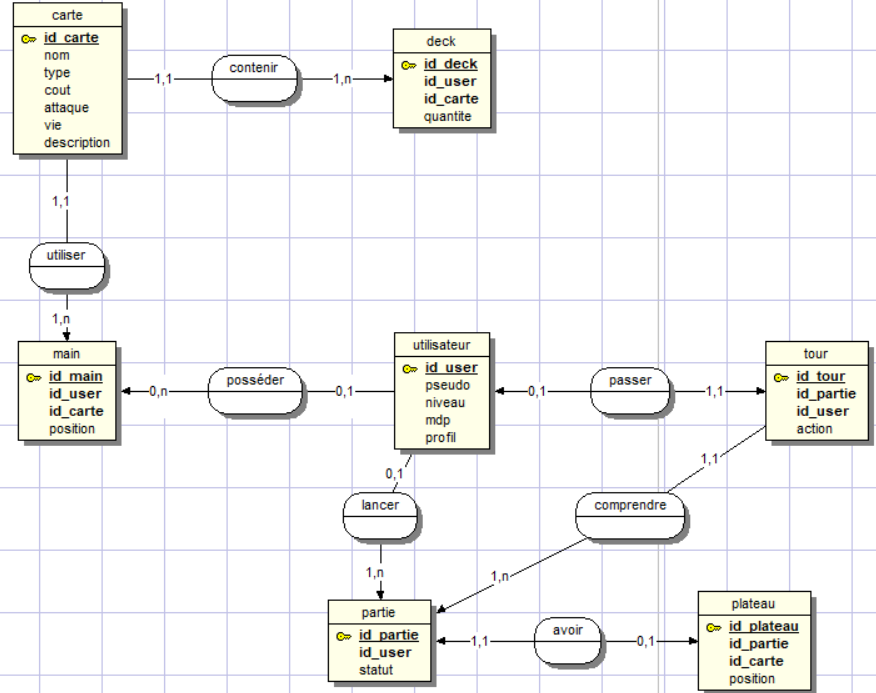 carte
id_carte
nom
type
cout
attaque
vie
description
1,1
contenir
1,n
deck
id_deck
id_user
id_carte
quantite
1,1
utiliser
1,n
main
id_main
id_user
id_carte
position
0,n
posséder
0,1
utilisateur
id_user
pseudo
niveau
mdp
profil
0,1
passer
1,1
tour
id_tour
id_partie
id_user
action
0,1
lancer
1,n
1,1
comprendre
1,n
partie
id_partie
id_user
statut
1,1
avoir
0,1
plateau
id_plateau
id_partie
id_carte
position